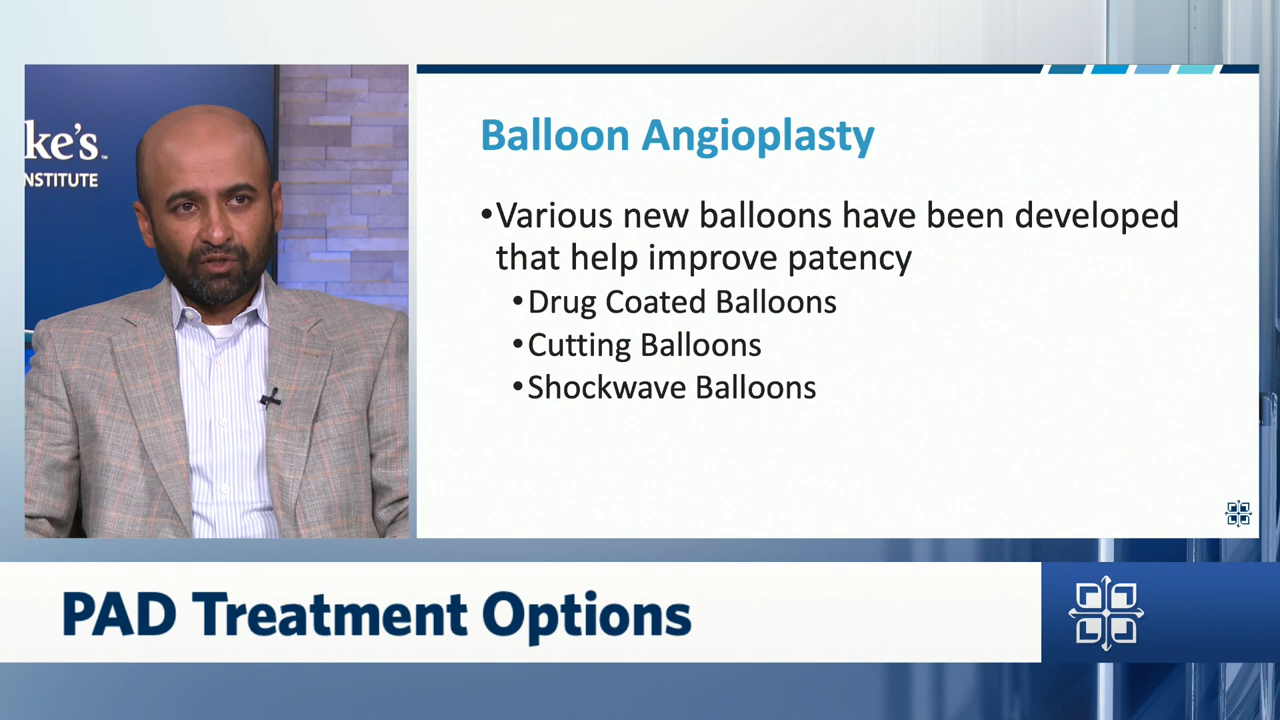 ke's™
NSTITUTE
Balloon Angioplasty
•Various new balloons have been developed
that help improve patency
•Drug Coated Balloons
•Cutting Balloons
•Shockwave Balloons
PAD Treatment Options